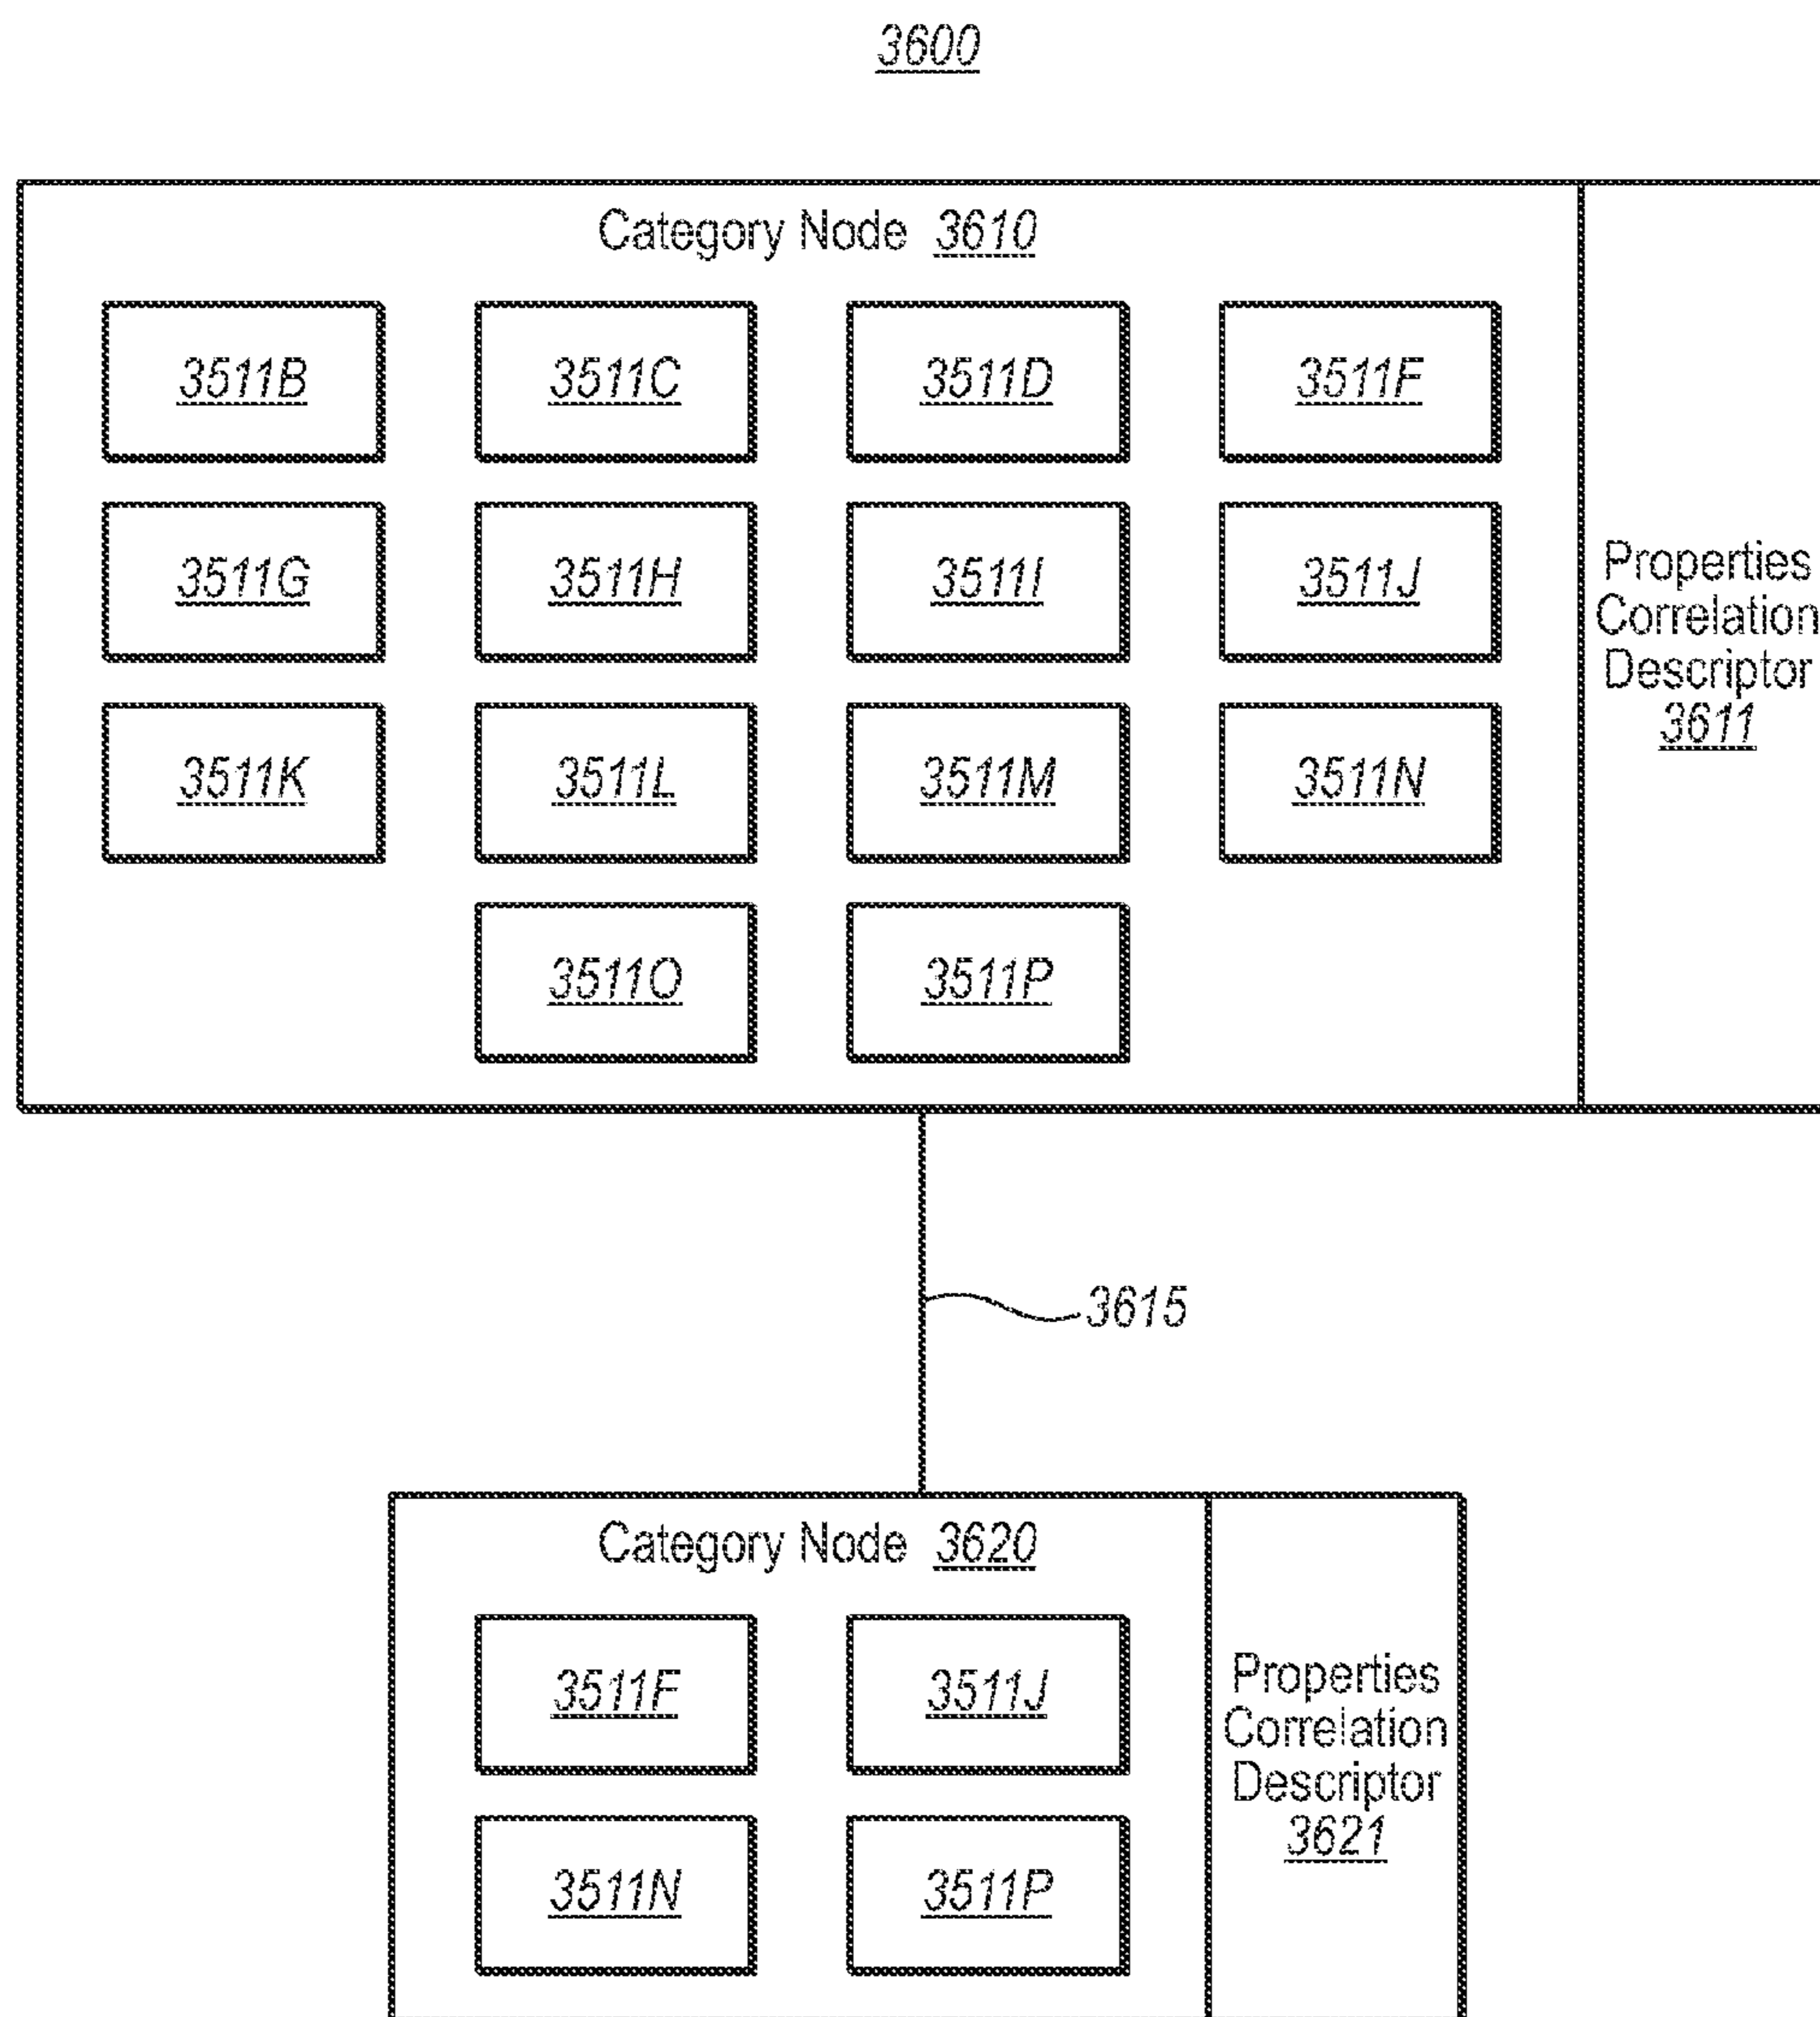 3600
Category Node 3610
3511B 3511C 3511D 3511F
3511G 3511H 3511I 3511J
3511K 3511L 3511M 3511N
3511O 3511P
Properties
Correlation
Descriptor
3611
3615
Category Node 3620
3511F 3511J
3511N 3511P
Properties
Correlation
Descriptor
3621